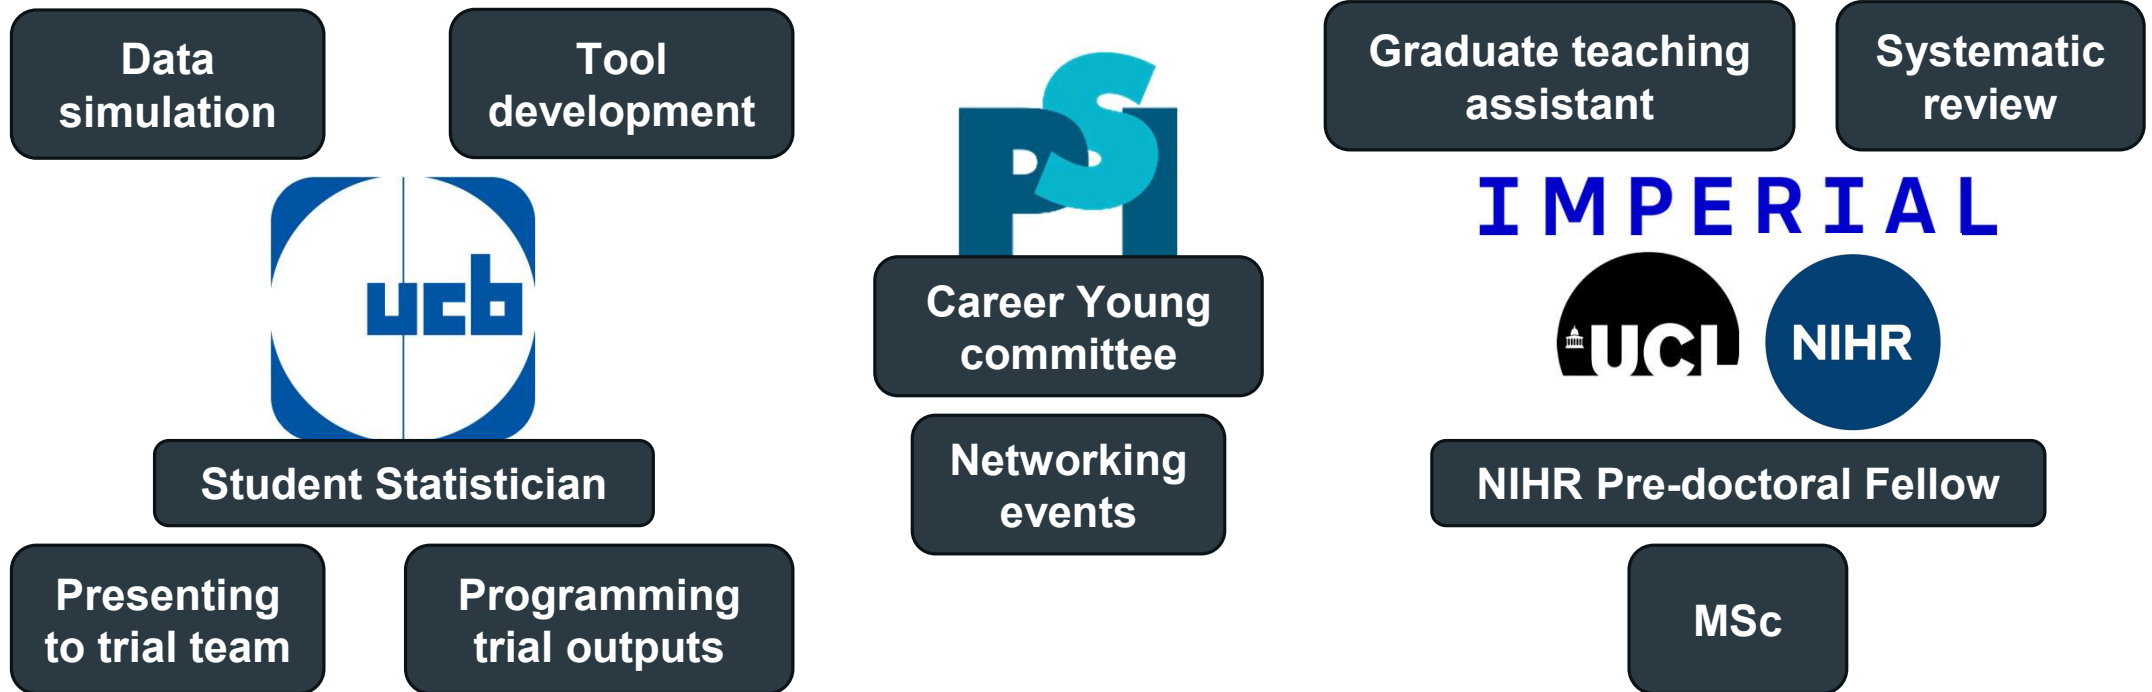 Data
simulation
Tool
development
ucb
Student Statistician
Presenting
to trial team
Programming
trial outputs
PSI
Career Young
committee
Networking
events
Graduate teaching
assistant
Systematic
review
IMPERIAL
UCL
NIHR
NIHR Pre-doctoral Fellow
MSc